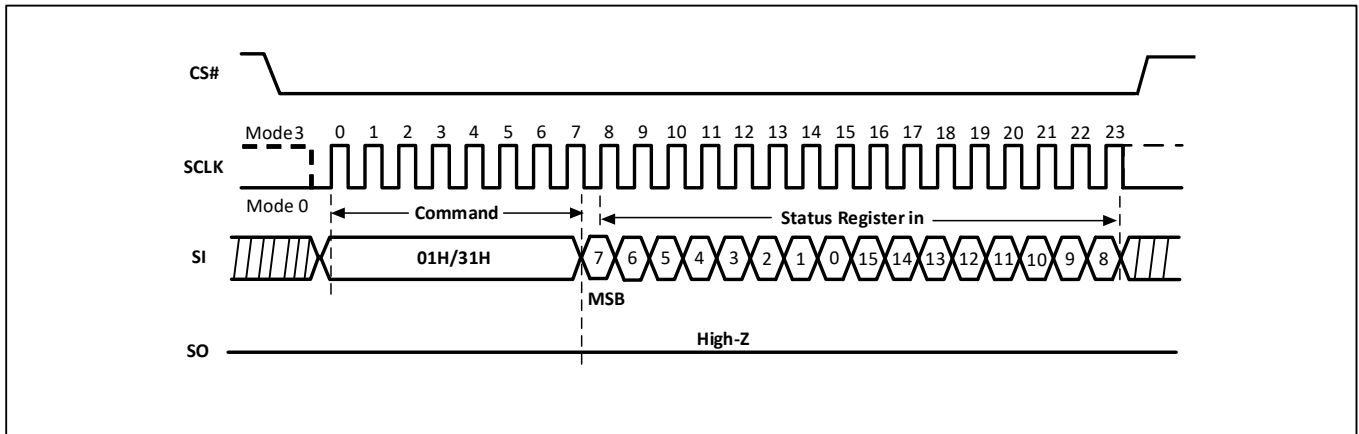 CS#
Mode3 0 1 2 3 4 5 6 7 8 9 10 11 12 13 14 15 16 17 18 19 20 21 22 23
SCLK
Mode 0 Command Status Register in
SI 01H/31H 7 6 5 4 3 2 1 0 15 14 13 12 11 10 9 8
MSB
High-Z
SO